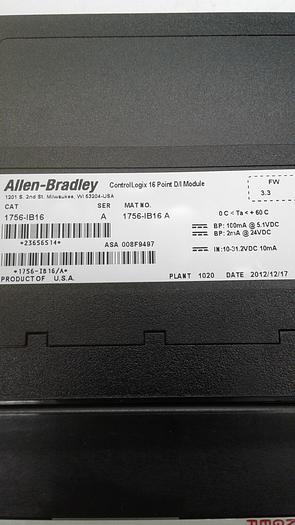 Allen-Bradley ControlLogix 16 Point D/I Module
1201 S. 2nd St. Milwaukee, WI 53204-USA
FW
3.3
CAT SER MAT NO.
1756-IB16 A 1756-IB16 A
0 C < Ta < + 60 C
BP: 100mA @ 5.1VDC
BP: 2mA @ 24VDC
*23656514* ASA 008F9497
IN:10-31.2VDC 10mA
*1756-IB16/A*
PRODUCT OF U.S.A. PLANT 1020 DATE 2012/12/17